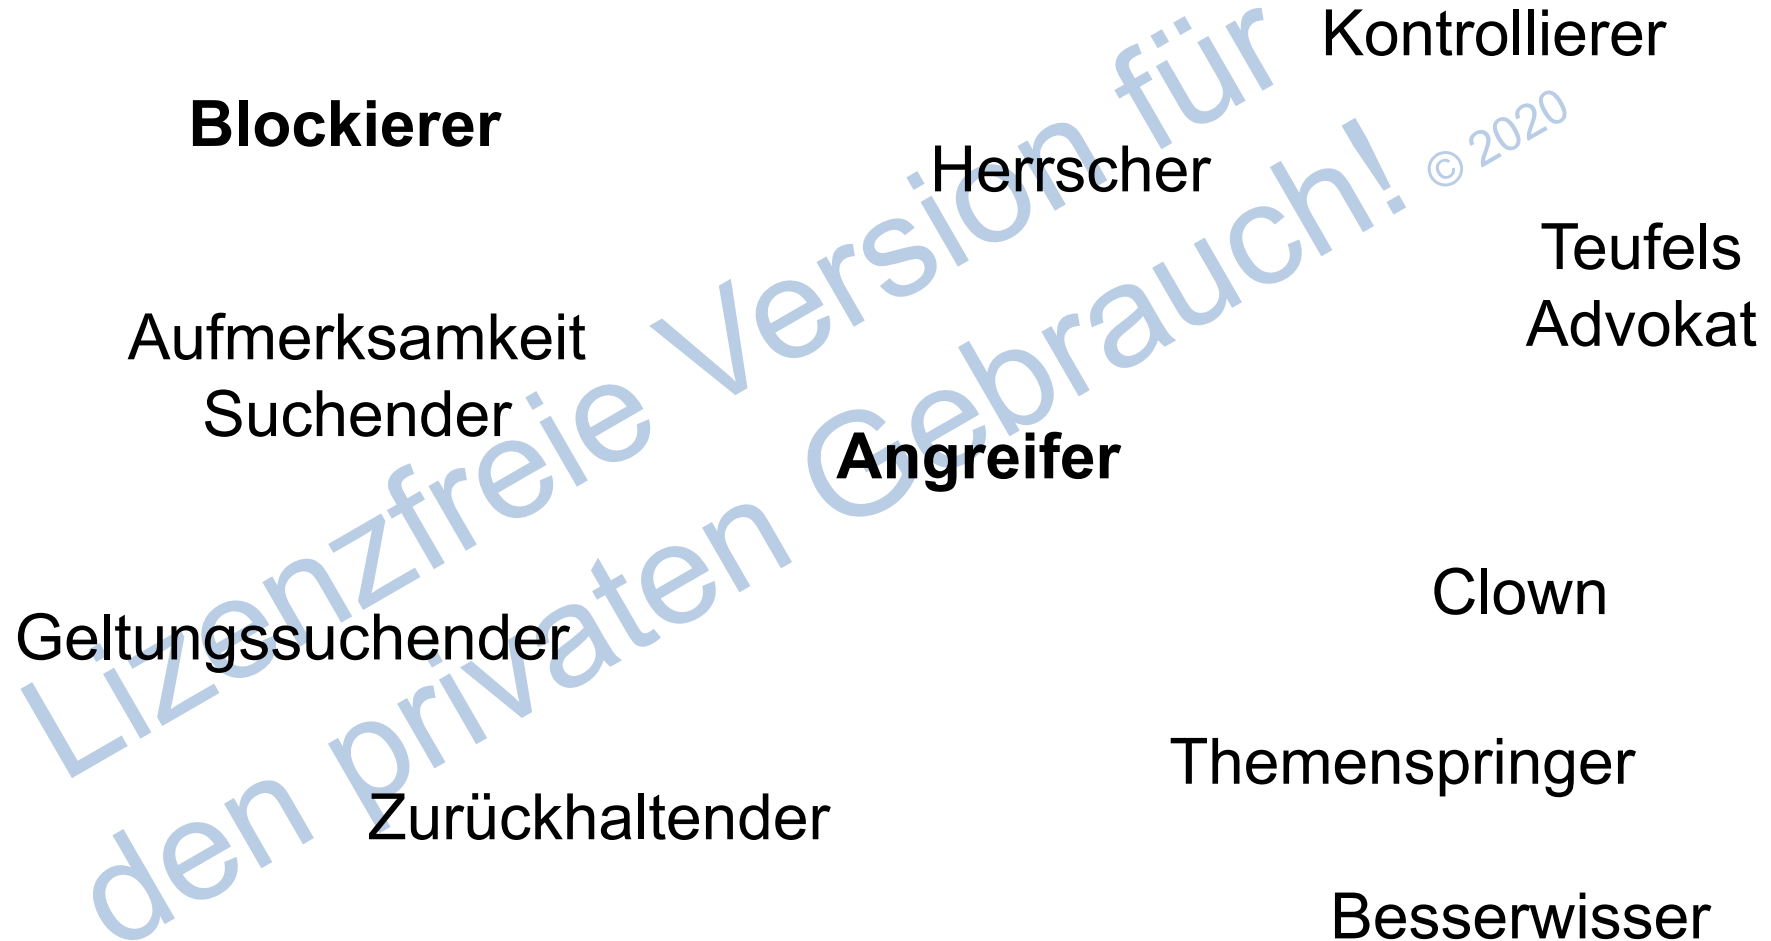 Kontrollierer
Blockierer
Herrscher
Teufels
Advokat
Aufmerksamkeit
Suchender
Angreifer
Clown
Geltungssuchender
Themenspringer
Zurückhaltender
Besserwisser
Lizenzfreie Version für
den privaten Gebrauch! © 2020